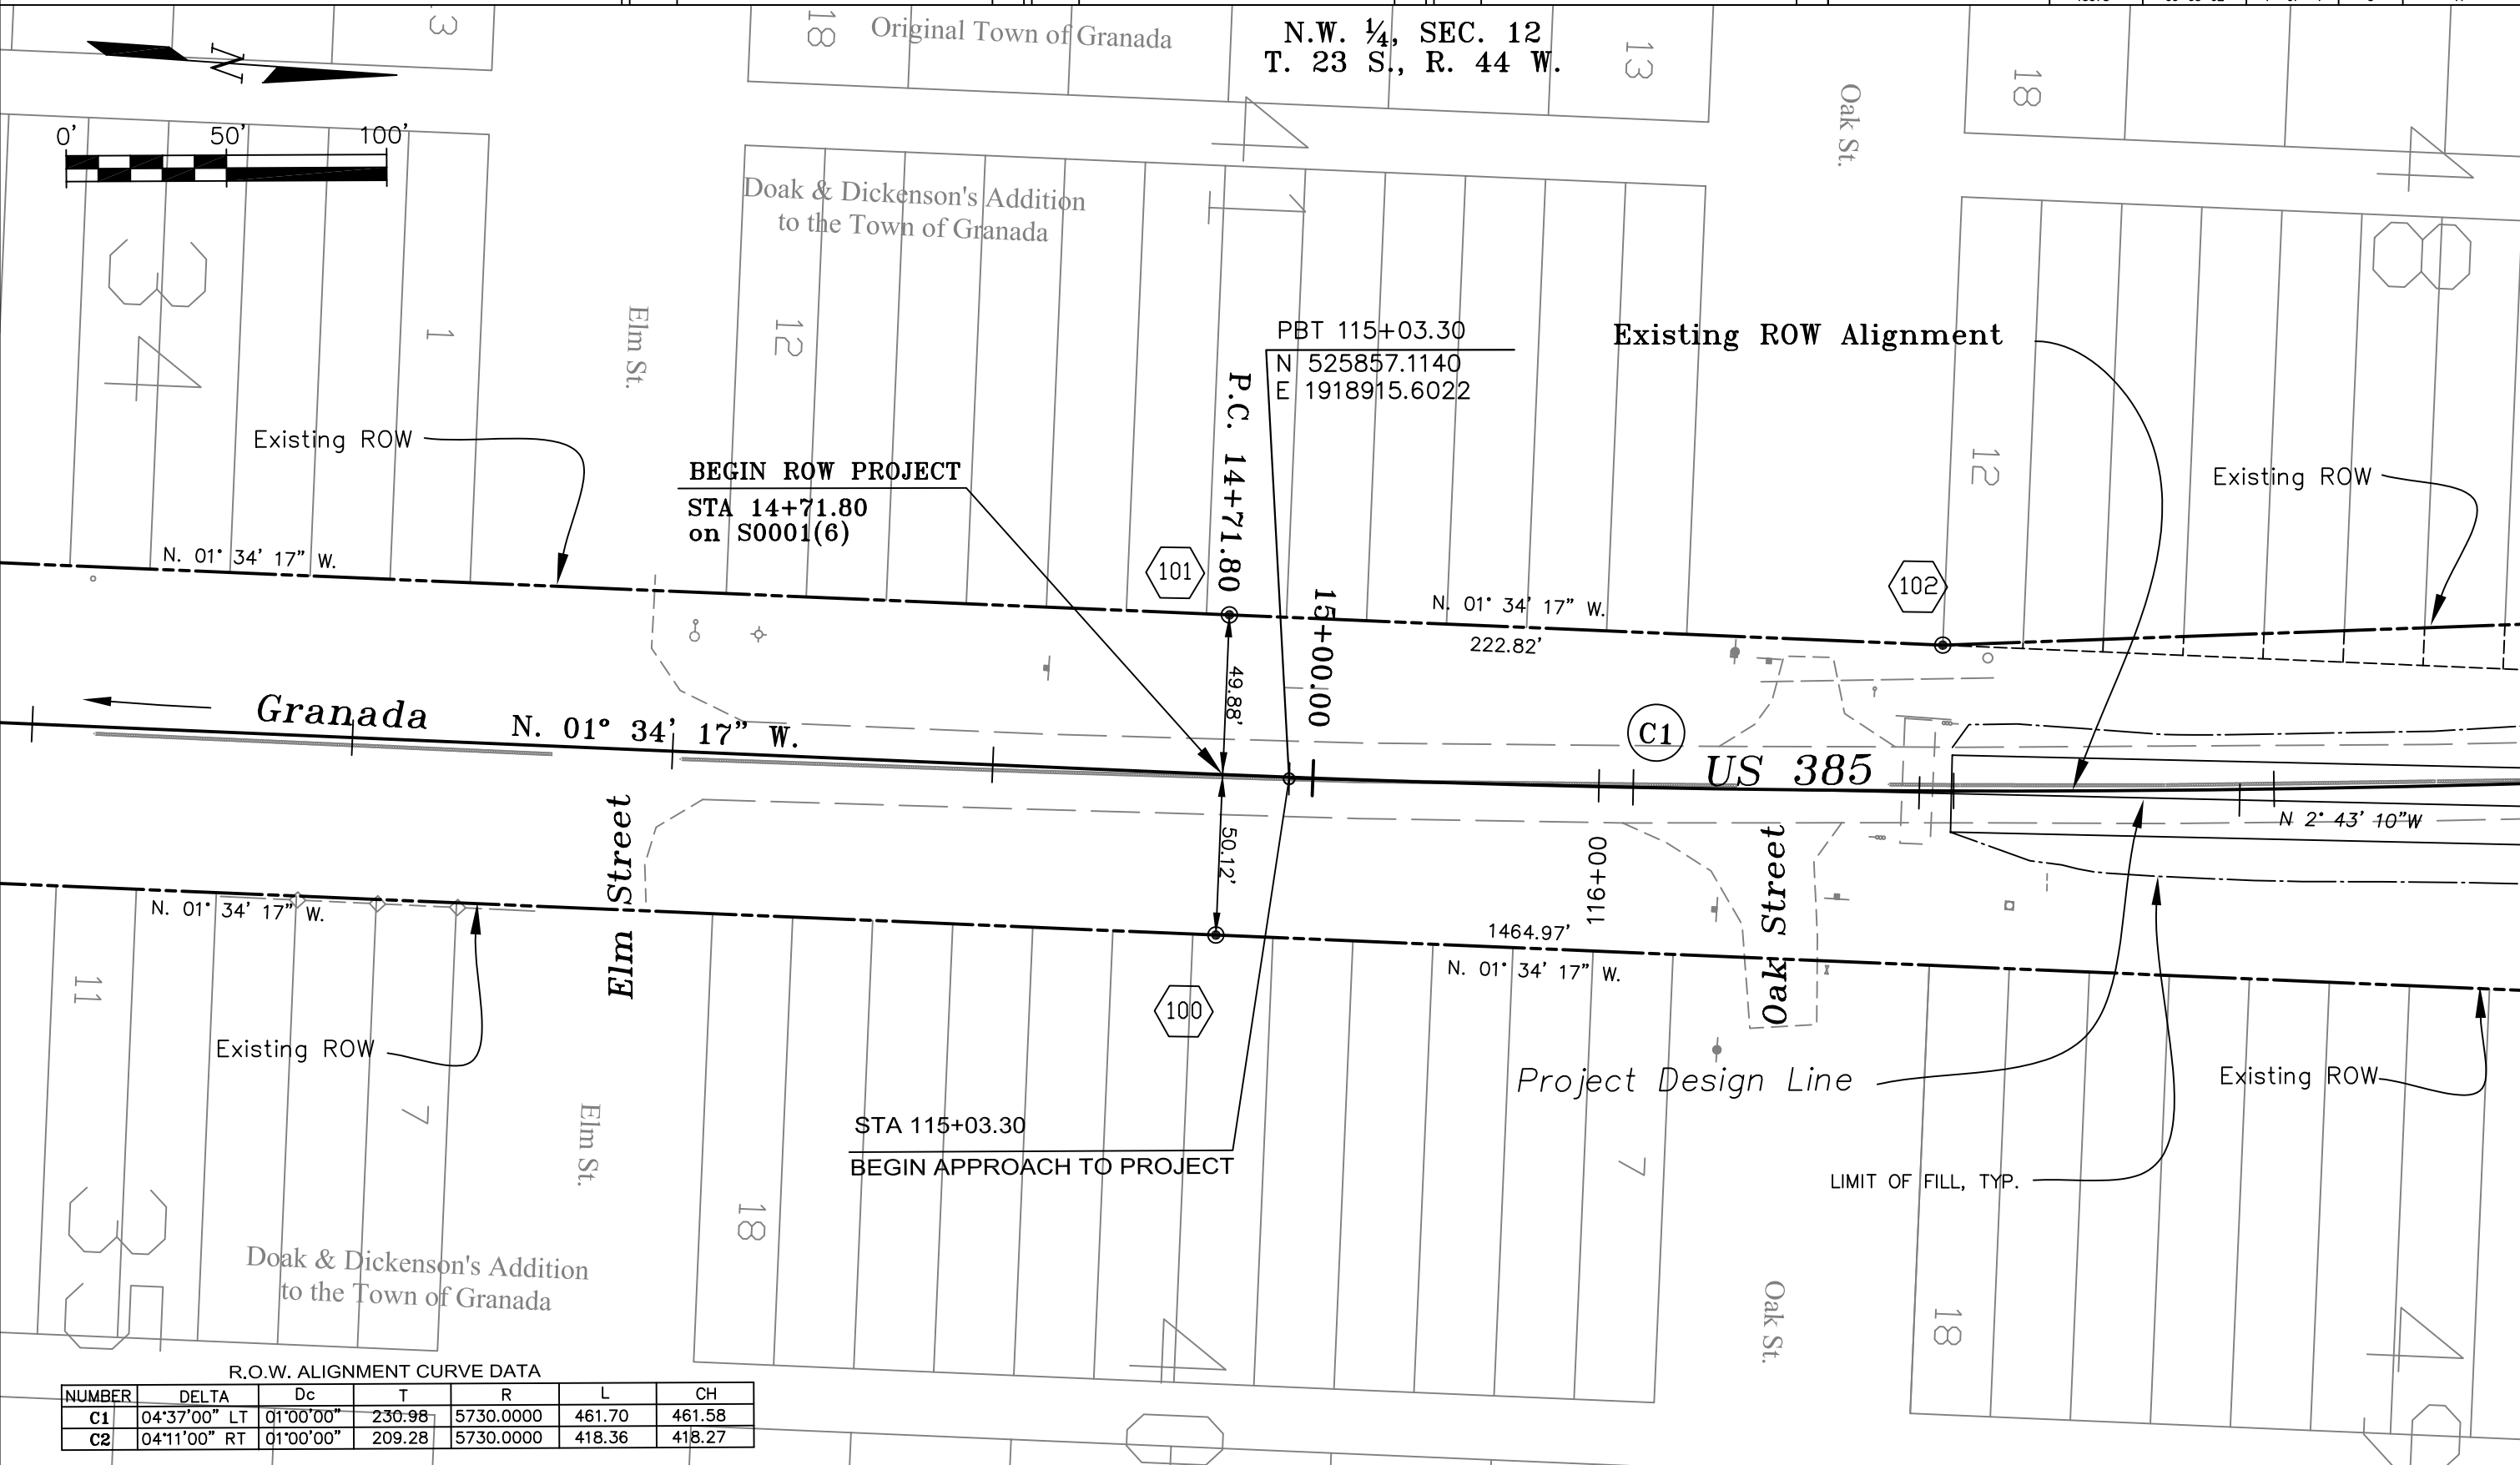 Original Town of Granada
N.W. ¼, SEC. 12
T. 23 S., R. 44 W.
3
18
13
18
N
Oak St.
4
4
0' 50' 100'
Doak & Dickenson's Addition
to the Town of Granada
1
8
3
4
1
Elm St.
12
PBT 115+03.30
N 525857.1140
E 1918915.6022
Existing ROW Alignment
P.C. 14+71.80
Existing ROW
BEGIN ROW PROJECT
STA 14+71.80
on S0001(6)
12
Existing ROW
N. 01° 34' 17" W.
101
102
15+00.00
N. 01° 34' 17" W.
222.82'
49.88'
Granada
N. 01° 34' 17" W.
C1
US 385
N 2° 43' 10"W
Elm Street
50.12'
116+00
Oak Street
N. 01° 34' 17" W.
1464.97'
N. 01° 34' 17" W.
11
100
Existing ROW
Project Design Line
Existing ROW
7
Elm St.
STA 115+03.30
BEGIN APPROACH TO PROJECT
7
LIMIT OF FILL, TYP.
3
5
18
Doak & Dickenson's Addition
to the Town of Granada
4
Oak St.
18
4
R.O.W. ALIGNMENT CURVE DATA
NUMBER DELTA Dc T R L CH
C1 04°37'00" LT 01°00'00" 230.98 5730.0000 461.70 461.58
C2 04°11'00" RT 01°00'00" 209.28 5730.0000 418.36 418.27